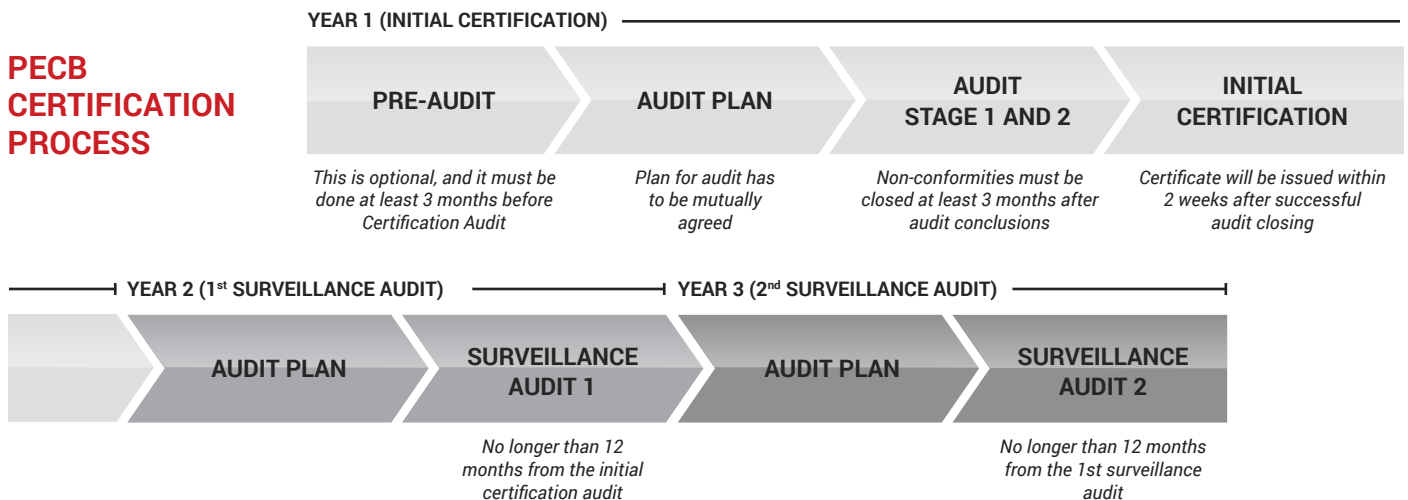 YEAR 1 (INITIAL CERTIFICATION)
PECB
CERTIFICATION
PROCESS
PRE-AUDIT
AUDIT PLAN
AUDIT
STAGE 1 AND 2
INITIAL
CERTIFICATION
This is optional, and it must be
done at least 3 months before
Certification Audit
Plan for audit has
to be mutually
agreed
Non-conformities must be
closed at least 3 months after
audit conclusions
Certificate will be issued within
2 weeks after successful
audit closing
YEAR 2 (1st SURVEILLANCE AUDIT)
YEAR 3 (2nd SURVEILLANCE AUDIT)
AUDIT PLAN
SURVEILLANCE
AUDIT 1
AUDIT PLAN
SURVEILLANCE
AUDIT 2
No longer than 12
months from the initial
certification audit
No longer than 12 months
from the 1st surveillance
audit